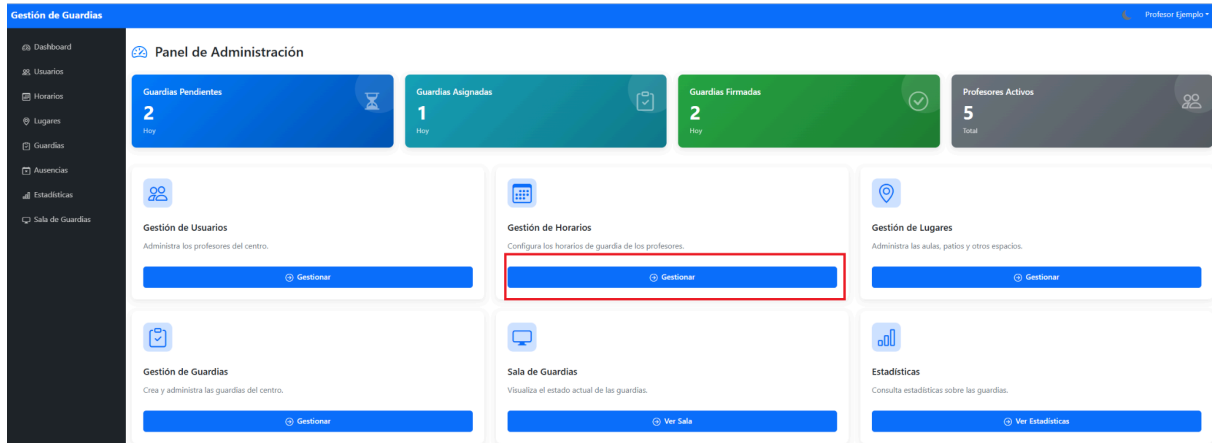 Gestión de Guardias
Profesor Ejemplo
Dashboard
Usuarios
Horarios
Lugares
Guardias
Ausencias
Estadísticas
Sala de Guardias
Panel de Administración
Guardias Pendientes
2
Hoy
Guardias Asignadas
1
Hoy
Guardias Firmadas
2
Hoy
Profesores Activos
5
Total
Gestión de Usuarios
Administra los profesores del centro.
Gestionar
Gestión de Horarios
Configura los horarios de guardia de los profesores.
Gestionar
Gestión de Lugares
Administra las aulas, patios y otros espacios.
Gestionar
Gestión de Guardias
Crea y administra las guardias del centro.
Gestionar
Sala de Guardias
Visualiza el estado actual de las guardias.
Ver Sala
Estadísticas
Consulta estadísticas sobre las guardias.
Ver Estadísticas